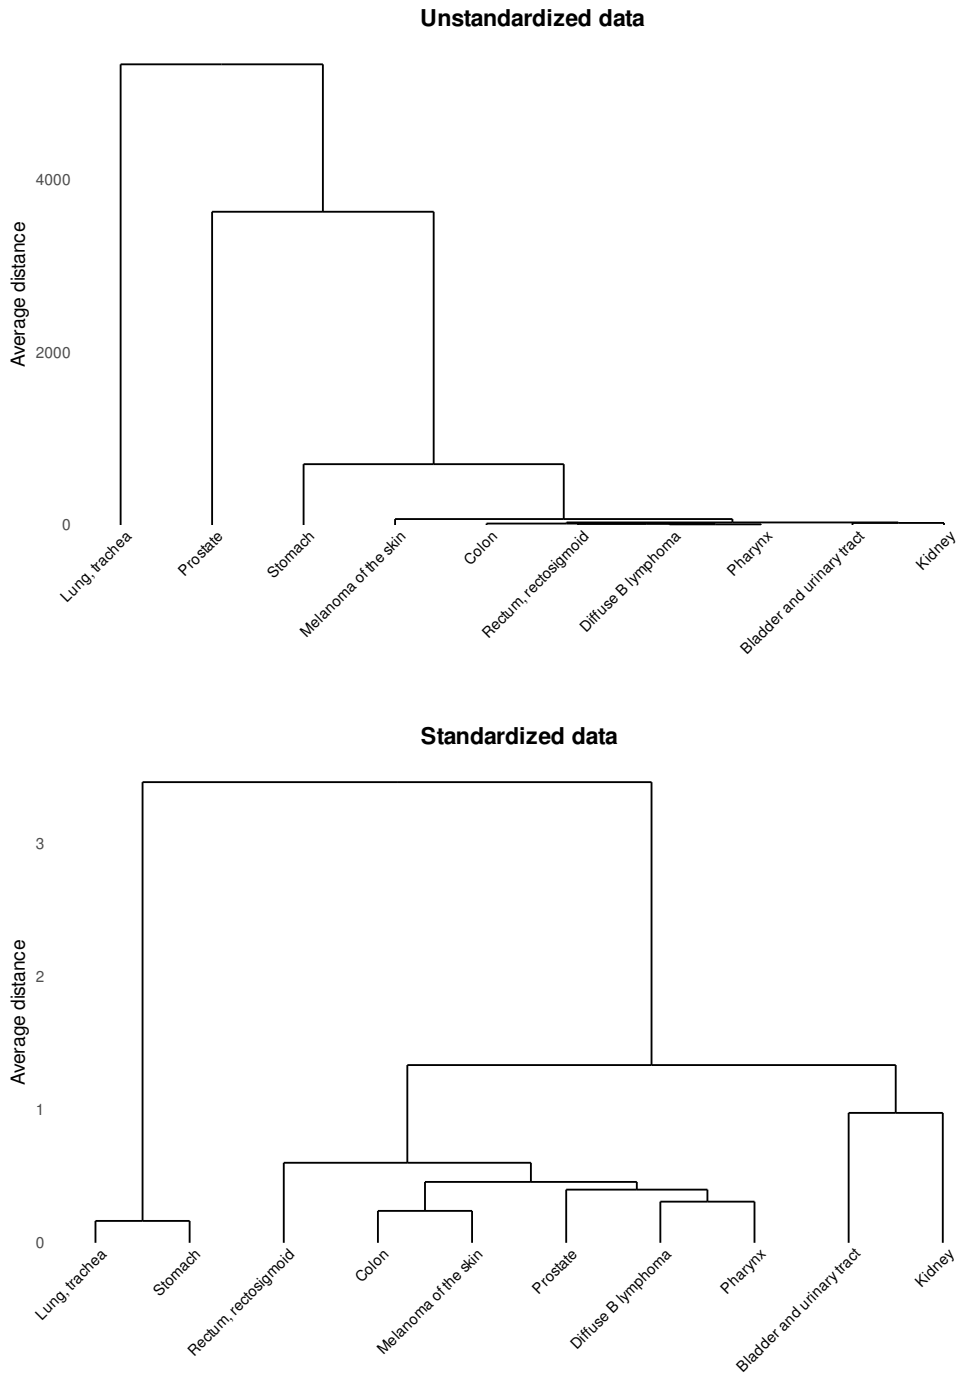 Unstandardized data
Average distance
4000
2000
0
Lung, trachea
Prostate
Stomach
Melanoma of the skin
Colon
Rectum, rectosigmoid
Diffuse B lymphoma
Pharynx
Bladder and urinary tract
Kidney
Standardized data
Average distance
3
2
1
0
Lung, trachea
Stomach
Rectum, rectosigmoid
Colon
Melanoma of the skin
Prostate
Diffuse B lymphoma
Pharynx
Bladder and urinary tract
Kidney